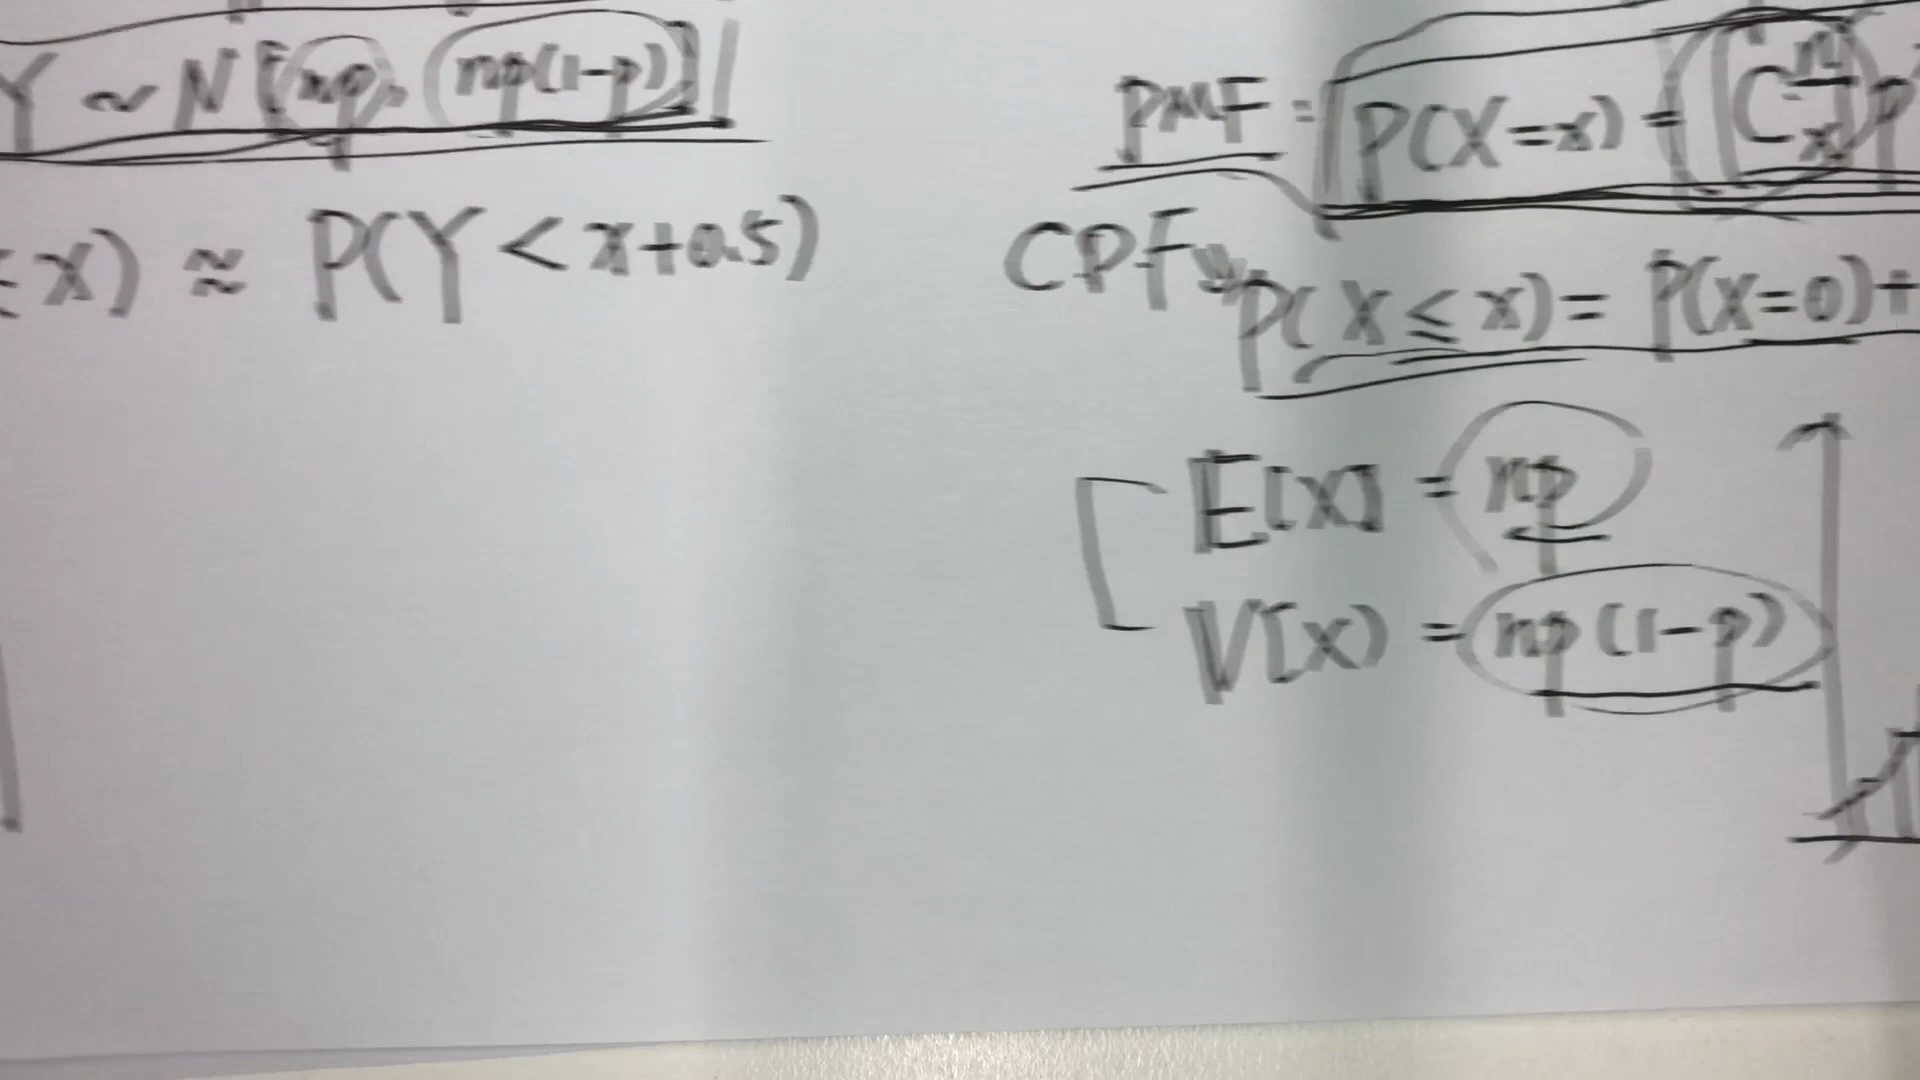 Y ~ N[np, np(1-p)]
x) ≈ P(Y < x+0.5)
PMF : P(X=x) = C n x p
CPF P(X ≤ x) = P(X=0)+
E[X] = np
V[X) = np(1-p)